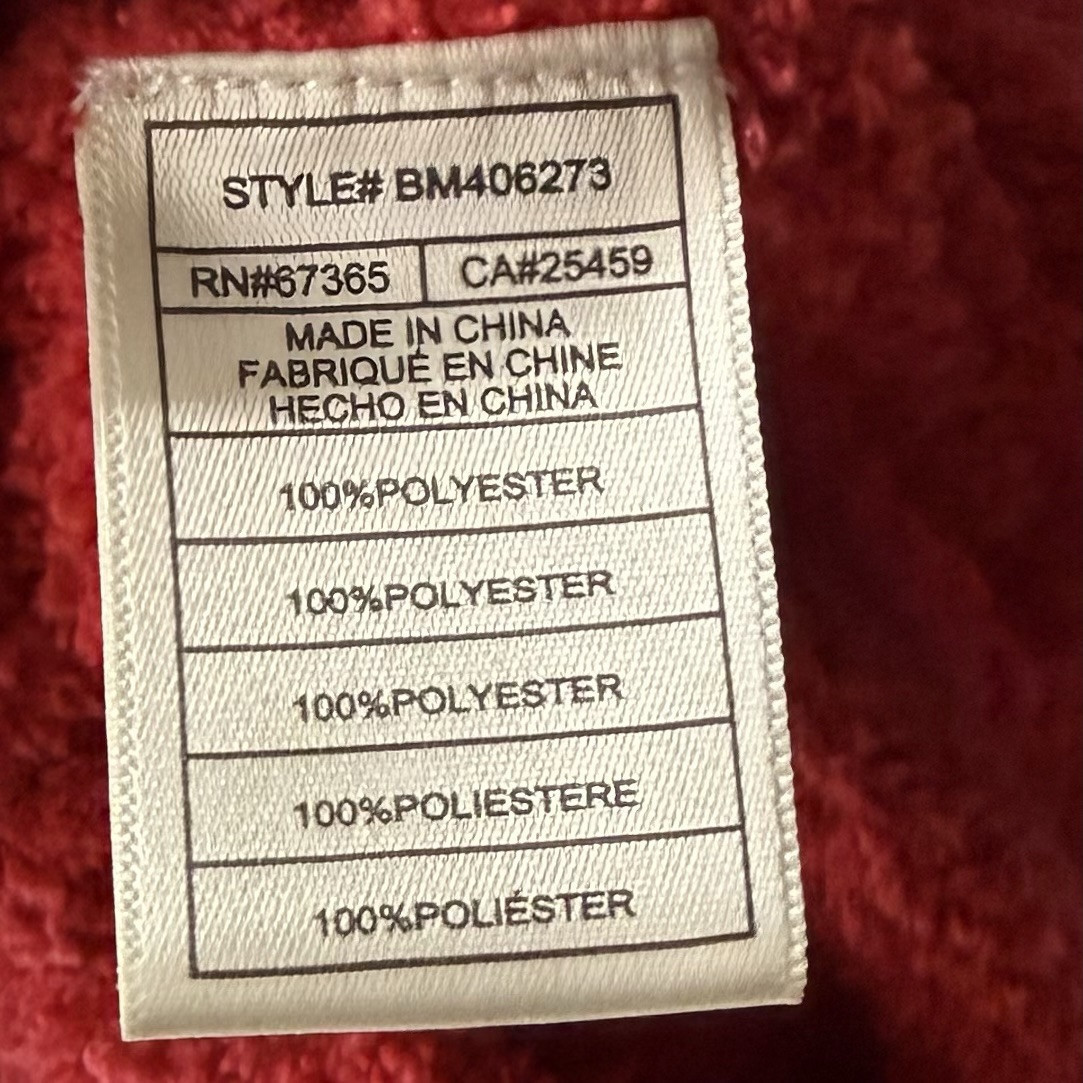 STYLE# BM406273
RN#67365 CA#25459
MADE IN CHINA
FABRIQUÉ EN CHINE
HECHO EN CHINA
100%POLYESTER
100%POLYESTER
100%POLYESTER
100%POLIESTERE
100%POLIÉSTER